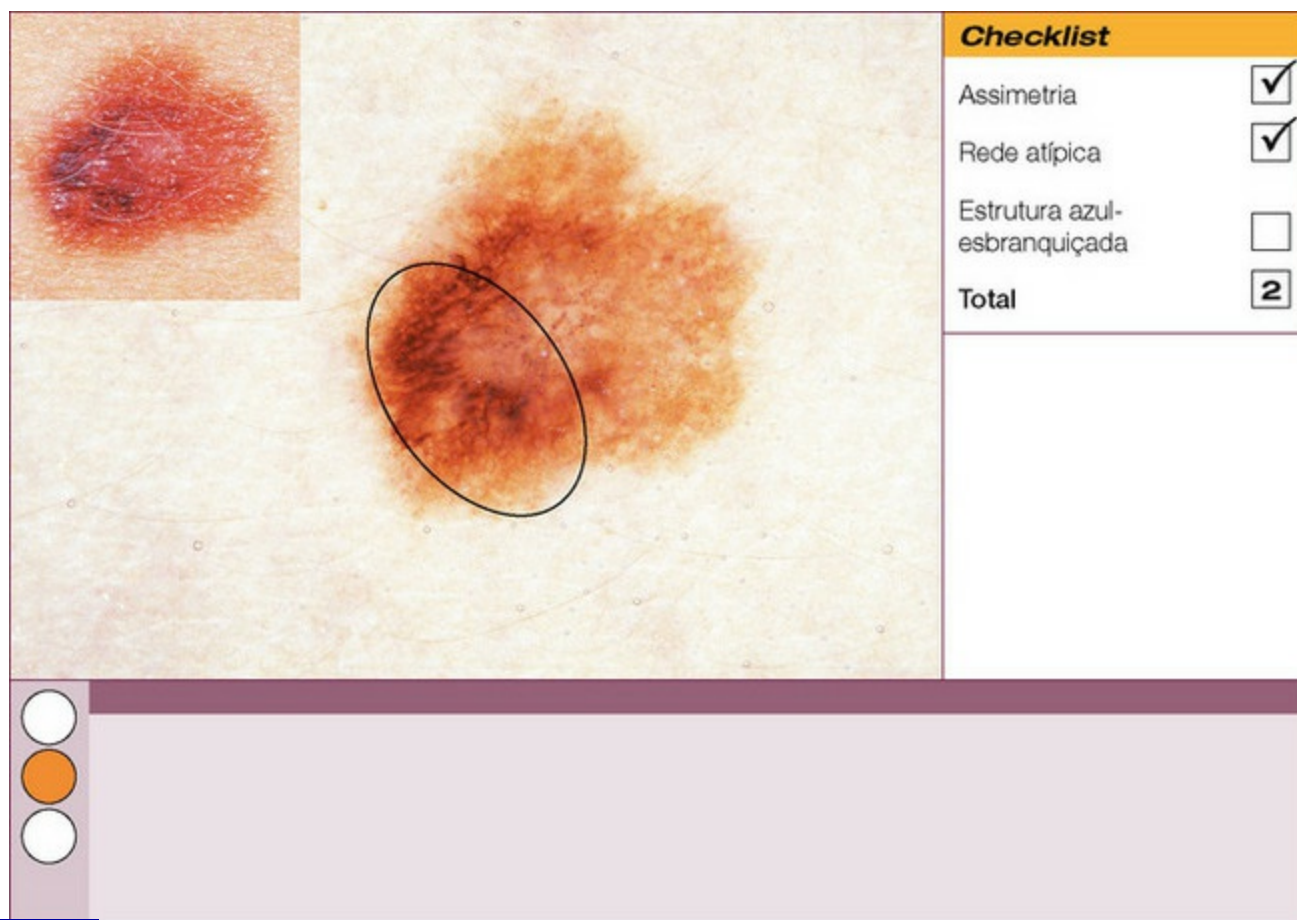 Checklist
Assimetria
Rede atípica
Estrutura azul-
esbranquiçada
Total 2